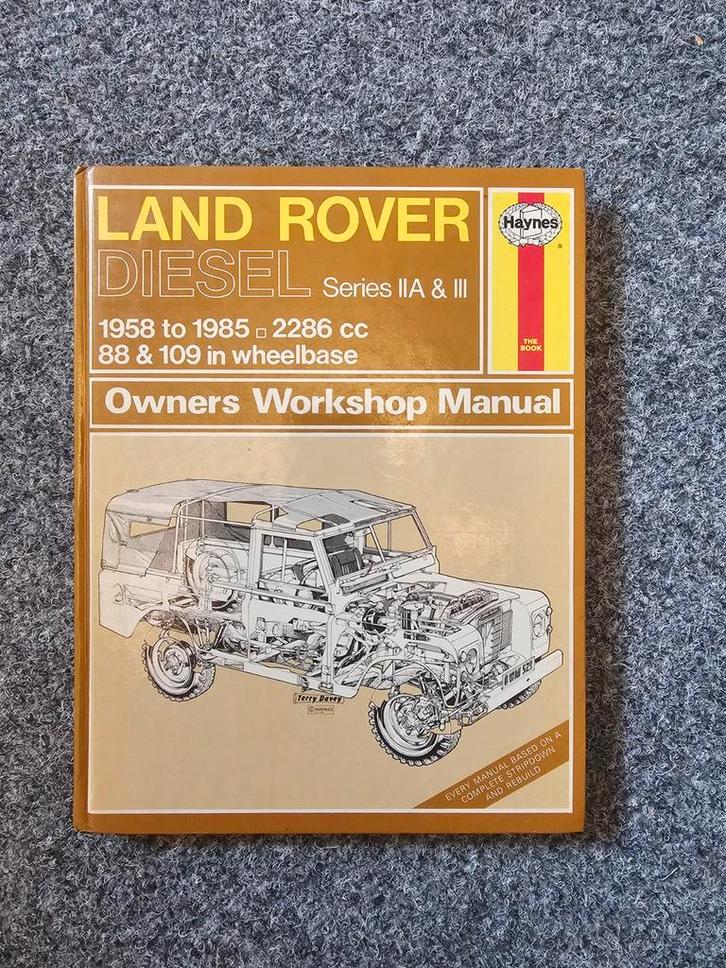 LAND ROVER
DIESEL Series IIA & III
1958 to 1985 ▫ 2286 cc
88 & 109 in wheelbase
Haynes
®
THE
BOOK
Owners Workshop Manual
Terry Davey
EVERY MANUAL BASED ON A
COMPLETE STRIPDOWN
AND REBUILD